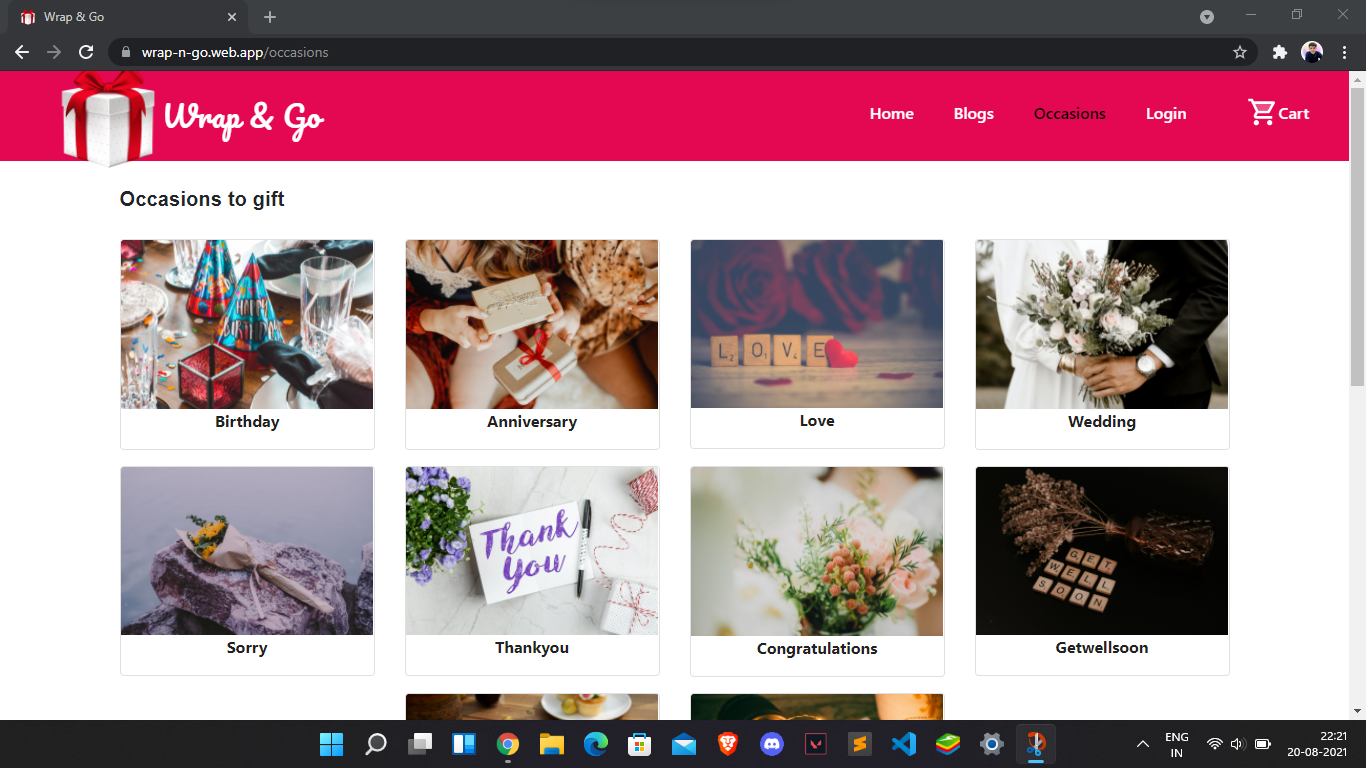 Wrap & Go
wrap-n-go.web.app/occasions
Wrap & Go
Home
Blogs
Occasions
Login
Cart
Occasions to gift
BIRTHDAY
L O V E
Birthday
Anniversary
Love
Wedding
Thank
You
GET
WELL
SOON
Sorry
Thankyou
Congratulations
Getwellsoon
ENG
IN
22:21
20-08-2021